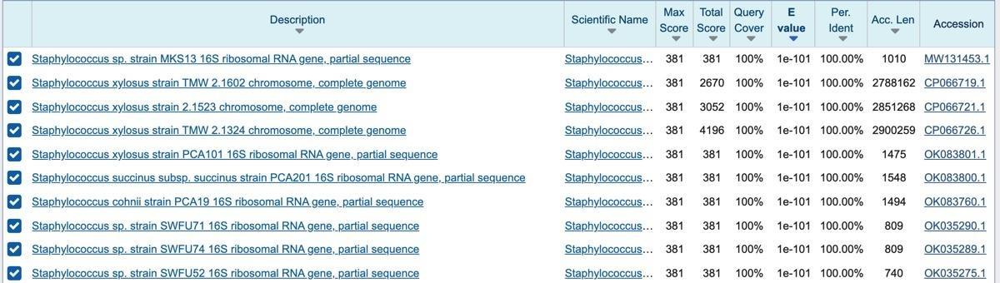 Description Scientific Name Max Score Total Score Query Cover E value Per. Ident Acc. Len Accession
Staphylococcus sp. strain MKS13 16S ribosomal RNA gene, partial sequence Staphylococcus... 381 381 100% 1e-101 100.00% 1010 MW131453.1
Staphylococcus xylosus strain TMW 2.1602 chromosome, complete genome Staphylococcus... 381 2670 100% 1e-101 100.00% 2788162 CP066719.1
Staphylococcus xylosus strain 2.1523 chromosome, complete genome Staphylococcus... 381 3052 100% 1e-101 100.00% 2851268 CP066721.1
Staphylococcus xylosus strain TMW 2.1324 chromosome, complete genome Staphylococcus... 381 4196 100% 1e-101 100.00% 2900259 CP066726.1
Staphylococcus xylosus strain PCA101 16S ribosomal RNA gene, partial sequence Staphylococcus... 381 381 100% 1e-101 100.00% 1475 OK083801.1
Staphylococcus succinus subsp. succinus strain PCA201 16S ribosomal RNA gene, partial sequence Staphylococcus... 381 381 100% 1e-101 100.00% 1548 OK083800.1
Staphylococcus cohnii strain PCA19 16S ribosomal RNA gene, partial sequence Staphylococcus... 381 381 100% 1e-101 100.00% 1494 OK083760.1
Staphylococcus sp. strain SWFU71 16S ribosomal RNA gene, partial sequence Staphylococcus... 381 381 100% 1e-101 100.00% 809 OK035290.1
Staphylococcus sp. strain SWFU74 16S ribosomal RNA gene, partial sequence Staphylococcus... 381 381 100% 1e-101 100.00% 809 OK035289.1
Staphylococcus sp. strain SWFU52 16S ribosomal RNA gene, partial sequence Staphylococcus... 381 381 100% 1e-101 100.00% 740 OK035275.1